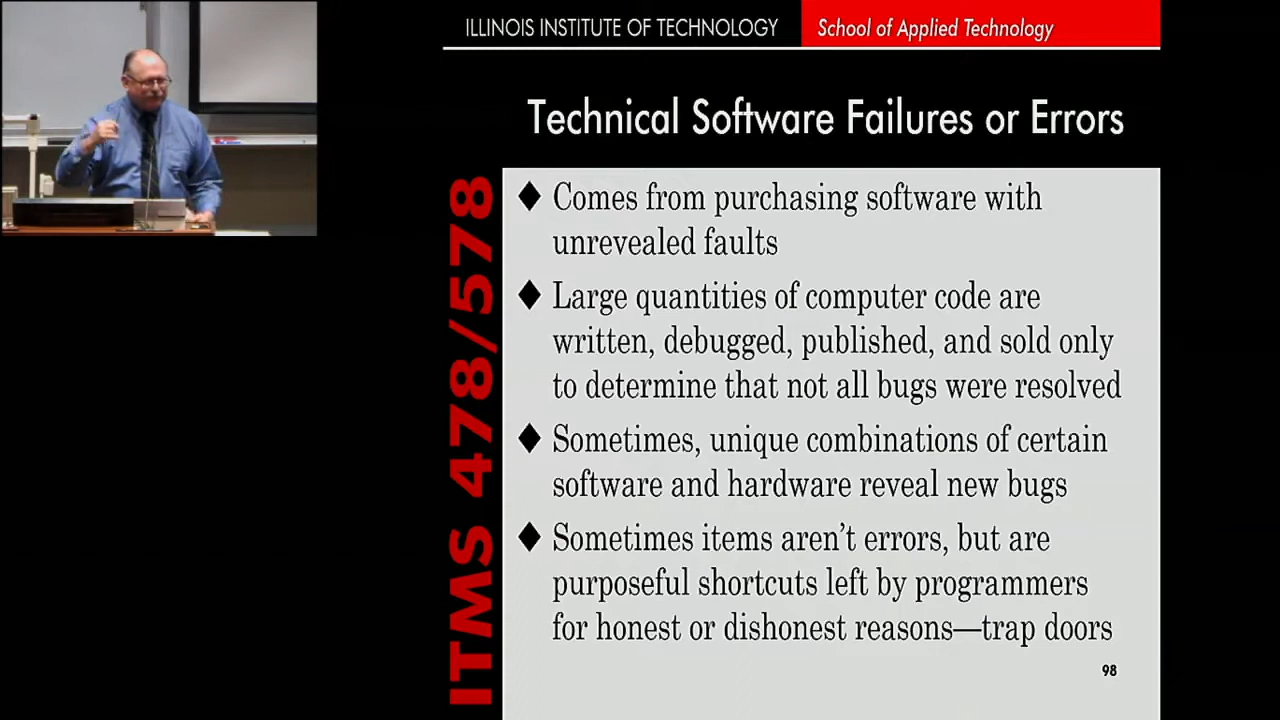 ILLINOIS INSTITUTE OF TECHNOLOGY School of Applied Technology
Technical Software Failures or Errors
ITMS 478/578
♦ Comes from purchasing software with
unrevealed faults
♦ Large quantities of computer code are
written, debugged, published, and sold only
to determine that not all bugs were resolved
♦ Sometimes, unique combinations of certain
software and hardware reveal new bugs
♦ Sometimes items aren’t errors, but are
purposeful shortcuts left by programmers
for honest or dishonest reasons—trap doors
98